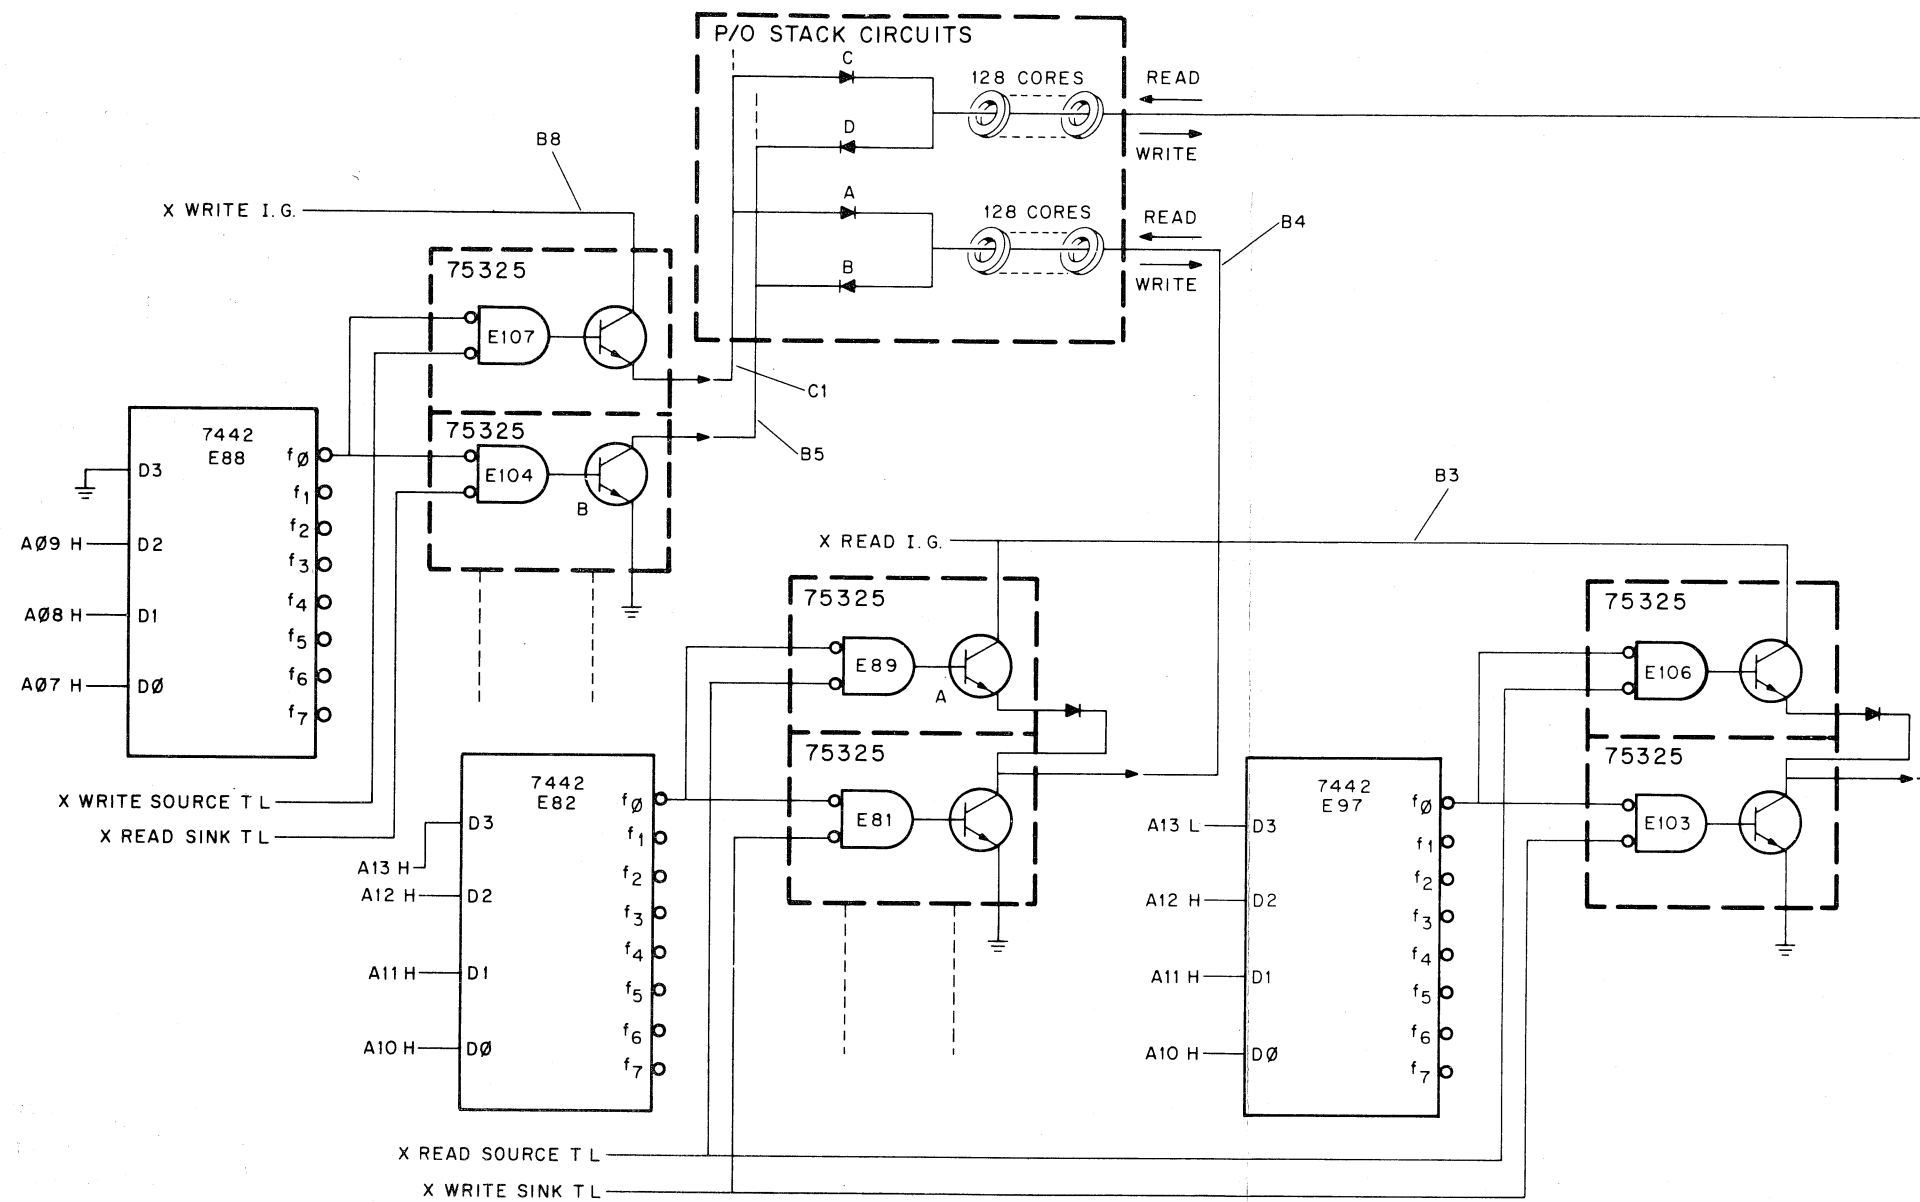 P/O STACK CIRCUITS
C
128 CORES
READ
D
WRITE
B8
X WRITE I.G.
A
128 CORES
READ
B4
B
WRITE
75325
E107
C1
75325
E104
B
B5
7442
E88
D3
AØ9 H
D2
AØ8 H
D1
AØ7 H
DØ
fØ
f1
f2
f3
f4
f5
f6
f7
X WRITE SOURCE T L
X READ SINK T L
B3
X READ I.G.
75325
E89
A
75325
E81
7442
E82
D3
A13 H
A12 H
D2
A11 H
D1
A10 H
DØ
fØ
f1
f2
f3
f4
f5
f6
f7
75325
E106
75325
E103
7442
E97
A13 L
D3
A12 H
D2
A11 H
D1
A10 H
DØ
fØ
f1
f2
f3
f4
f5
f6
f7
X READ SOURCE T L
X WRITE SINK T L